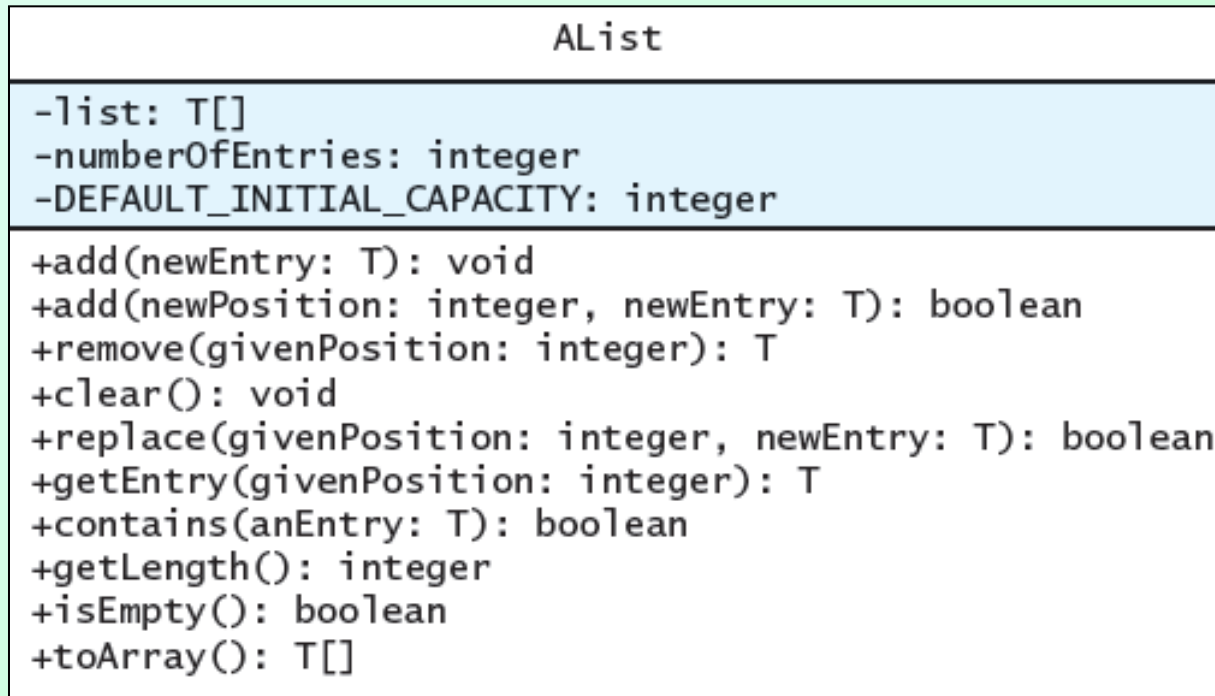 AList
-list: T[]
-numberOfEntries: integer
-DEFAULT_INITIAL_CAPACITY: integer
+add(newEntry: T): void
+add(newPosition: integer, newEntry: T): boolean
+remove(givenPosition: integer): T
+clear(): void
+replace(givenPosition: integer, newEntry: T): boolean
+getEntry(givenPosition: integer): T
+contains(anEntry: T): boolean
+getLength(): integer
+isEmpty(): boolean
+toArray(): T[]